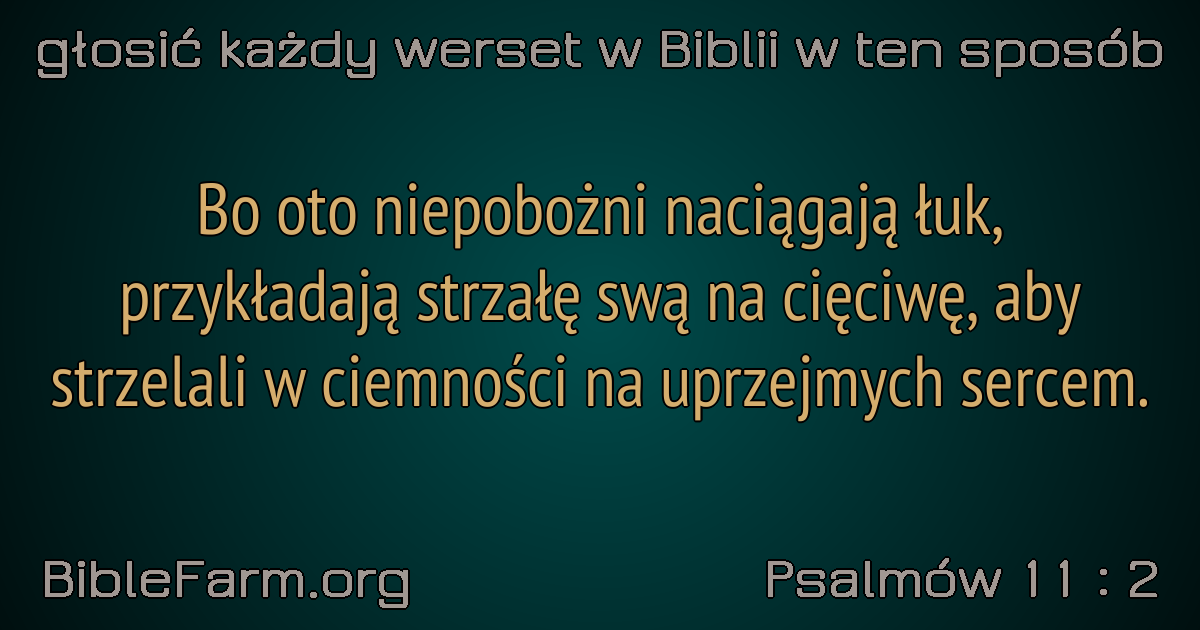 głosić każdy werset w Biblii w ten sposób
Bo oto niepobożni naciągają łuk,
przykładają strzałę swą na cięciwę, aby
strzelali w ciemności na uprzejmych sercem.
BibleFarm.org
Psalmów 11 : 2